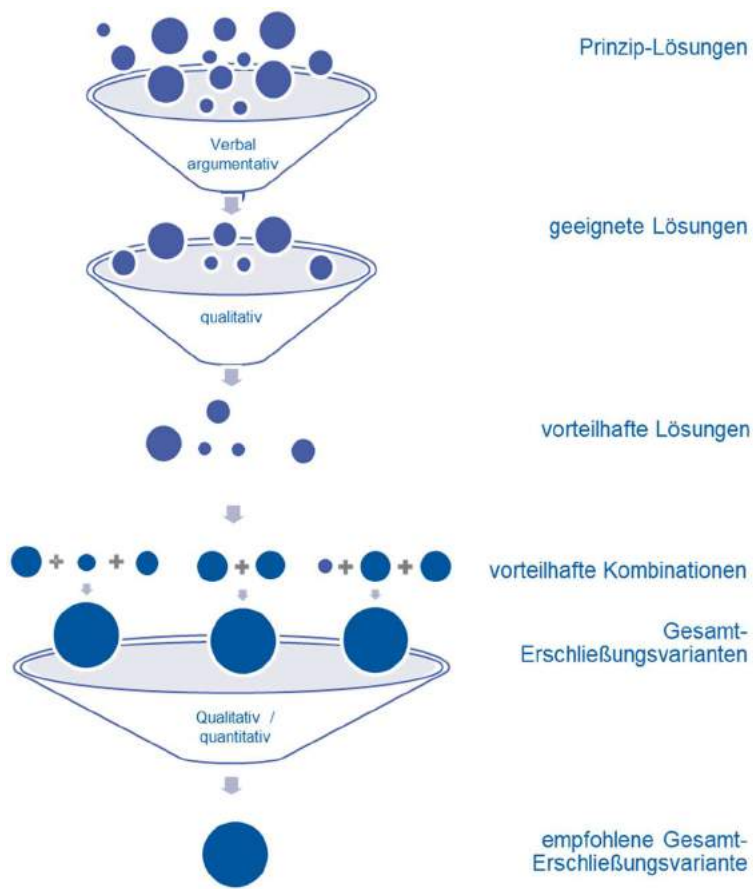 Prinzip-Lösungen
Verbal
argumentativ
geeignete Lösungen
qualitativ
vorteilhafte Lösungen
vorteilhafte Kombinationen
Gesamt-
Erschließungsvarianten
Qualitativ /
quantitativ
empfohlene Gesamt-
Erschließungsvariante